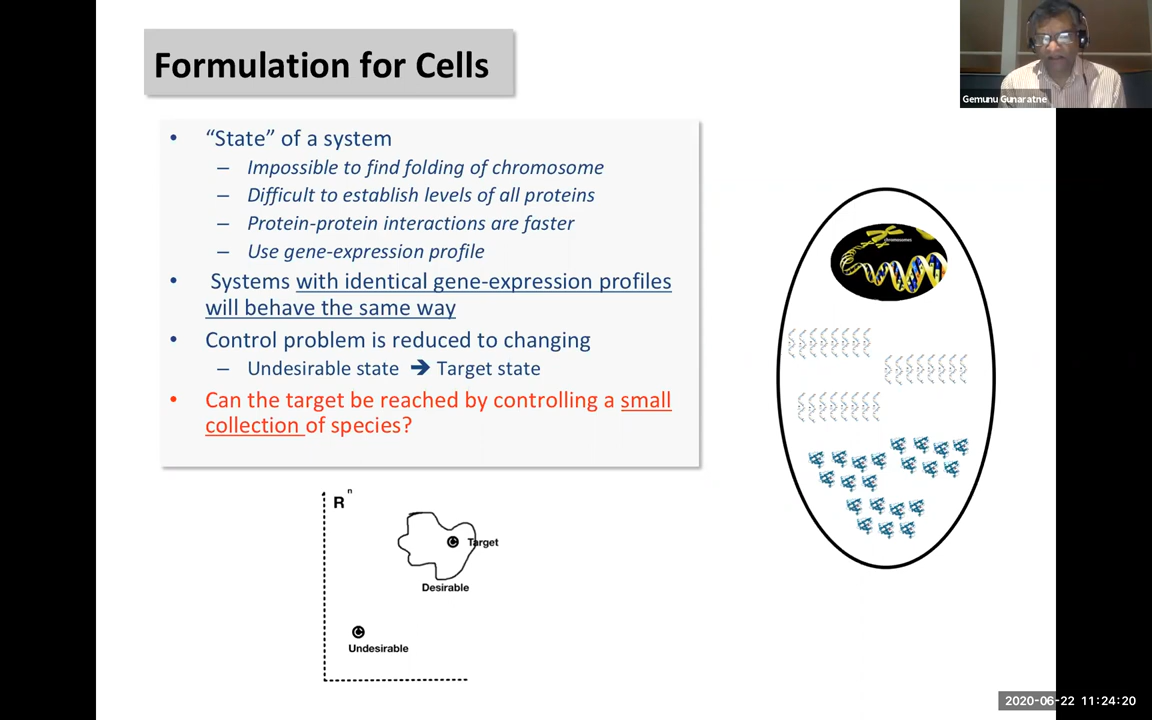 Formulation for Cells
Gemunu Gunaratne
• “State” of a system
– Impossible to find folding of chromosome
– Difficult to establish levels of all proteins
– Protein-protein interactions are faster
– Use gene-expression profile
• Systems with identical gene-expression profiles
will behave the same way
• Control problem is reduced to changing
– Undesirable state ➔ Target state
• Can the target be reached by controlling a small
collection of species?
chromosomes
R n
Target
Desirable
Undesirable
2020-06-22 11:24:20